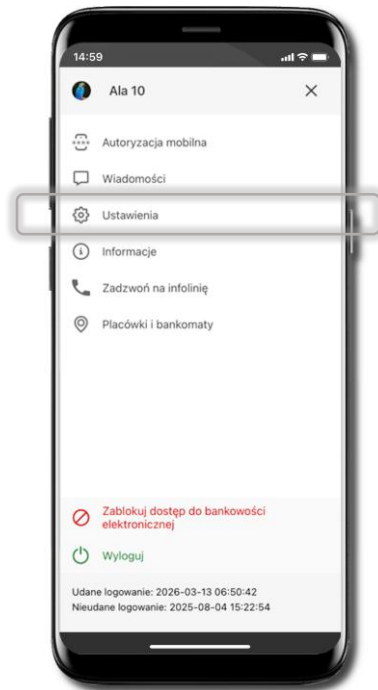 14:59
Ala 10
Autoryzacja mobilna
Wiadomości
Ustawienia
Informacje
Zadzwoń na infolinię
Placówki i bankomaty
Zablokuj dostęp do bankowości
elektronicznej
Wyloguj
Udane logowanie: 2026-03-13 06:50:42
Nieudane logowanie: 2025-08-04 15:22:54